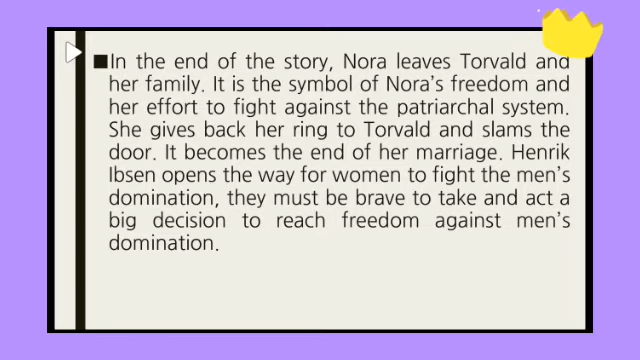 ■In the end of the story, Nora leaves Torvald and
her family. It is the symbol of Nora's freedom and
her effort to fight against the patriarchal system.
She gives back her ring to Torvald and slams the
door. It becomes the end of her marriage. Henrik
Ibsen opens the way for women to fight the men's
domination, they must be brave to take and act a
big decision to reach freedom against men's
domination.